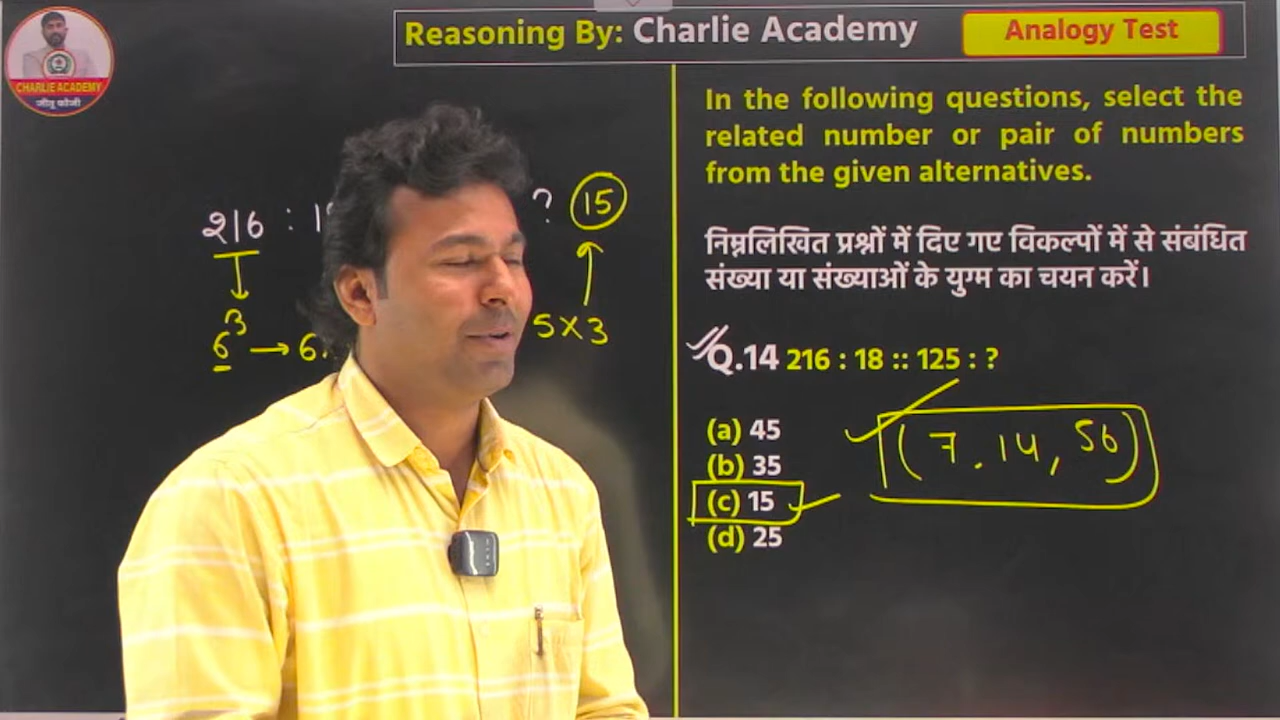 Reasoning By: Charlie Academy
Analogy Test
CHARLIE ACADEMY
जीतू फौजी
In the following questions, select the
related number or pair of numbers
from the given alternatives.
निम्नलिखित प्रश्नों में दिए गए विकल्पों में से संबंधित
संख्या या संख्याओं के युग्म का चयन करें।
Q.14 216 : 18 :: 125 : ?
(a) 45
(b) 35
(c) 15
(d) 25
(7, 14, 56)
216 : ? 15
6³ → 6
5×3